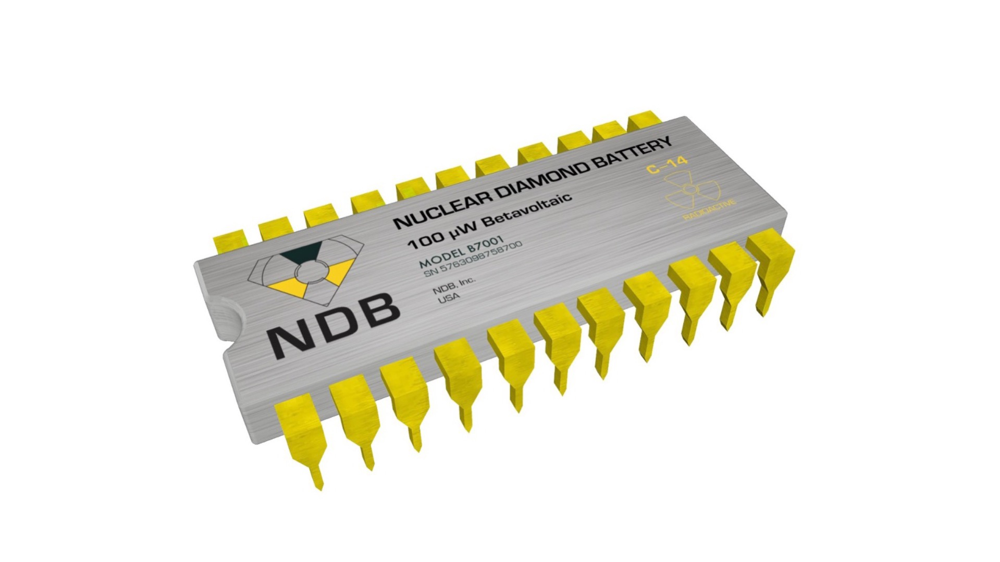 NUCLEAR DIAMOND BATTERY
100 µW Betavoltaic
MODEL B7001
SN 5763098758700
NDB, Inc.
USA
NDB
C-14
RADIOACTIVE